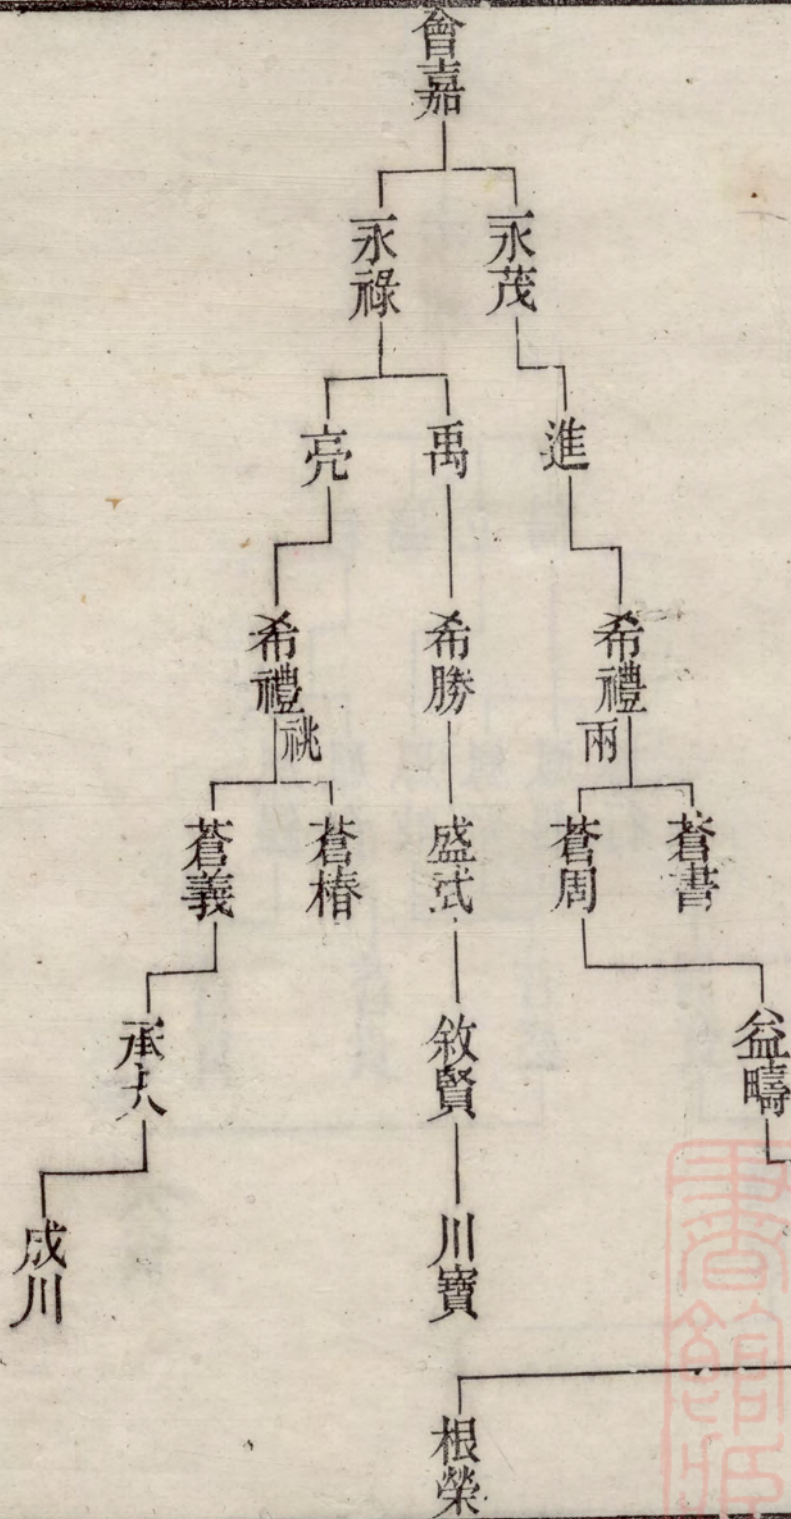 會嘉
永茂
永祿
進
禹
亮
希禮
兩
希勝
希禮
祧
蒼書
蒼周
盛武
蒼椿
蒼義
益疇
敘賢
承大
川寶
成川
根榮